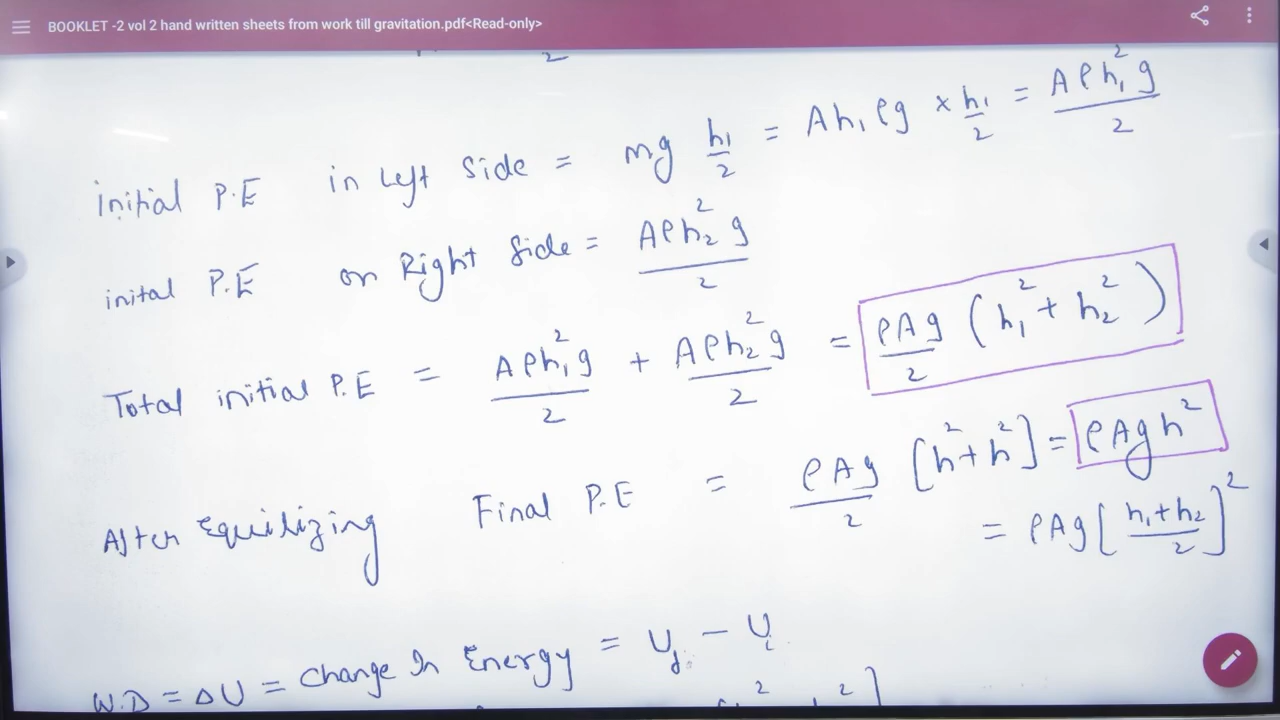 BOOKLET -2 vol 2 hand written sheets from work till gravitation.pdf<Read-only>
2
initial P.E in Left Side = mg h₁/2 = Ah₁ρg × h₁/2 = Aρh₁²g/2
inital P.E on Right Side = Aρh₂²g/2
Total initial P.E = Aρh₁²g/2 + Aρh₂²g/2 = ρAg/2 (h₁² + h₂²)
After Equilizing Final P.E = ρAg/2 [h² + h²] = ρAgh²
= ρAg[(h₁+h₂)/2]²
W.D = ΔU = Change In Energy = U𝑓 − Uᵢ